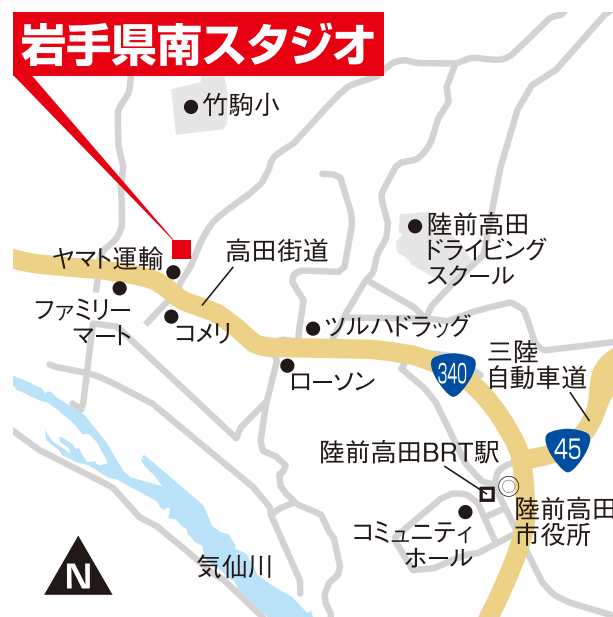 岩手県南スタジオ
竹駒小
陸前高田
ドライビング
スクール
高田街道
ヤマト運輸
ファミリー
マート
コメリ
ツルハドラッグ
ローソン
340
三陸
自動車道
45
陸前高田BRT駅
陸前高田
市役所
コミュニティ
ホール
気仙川
N